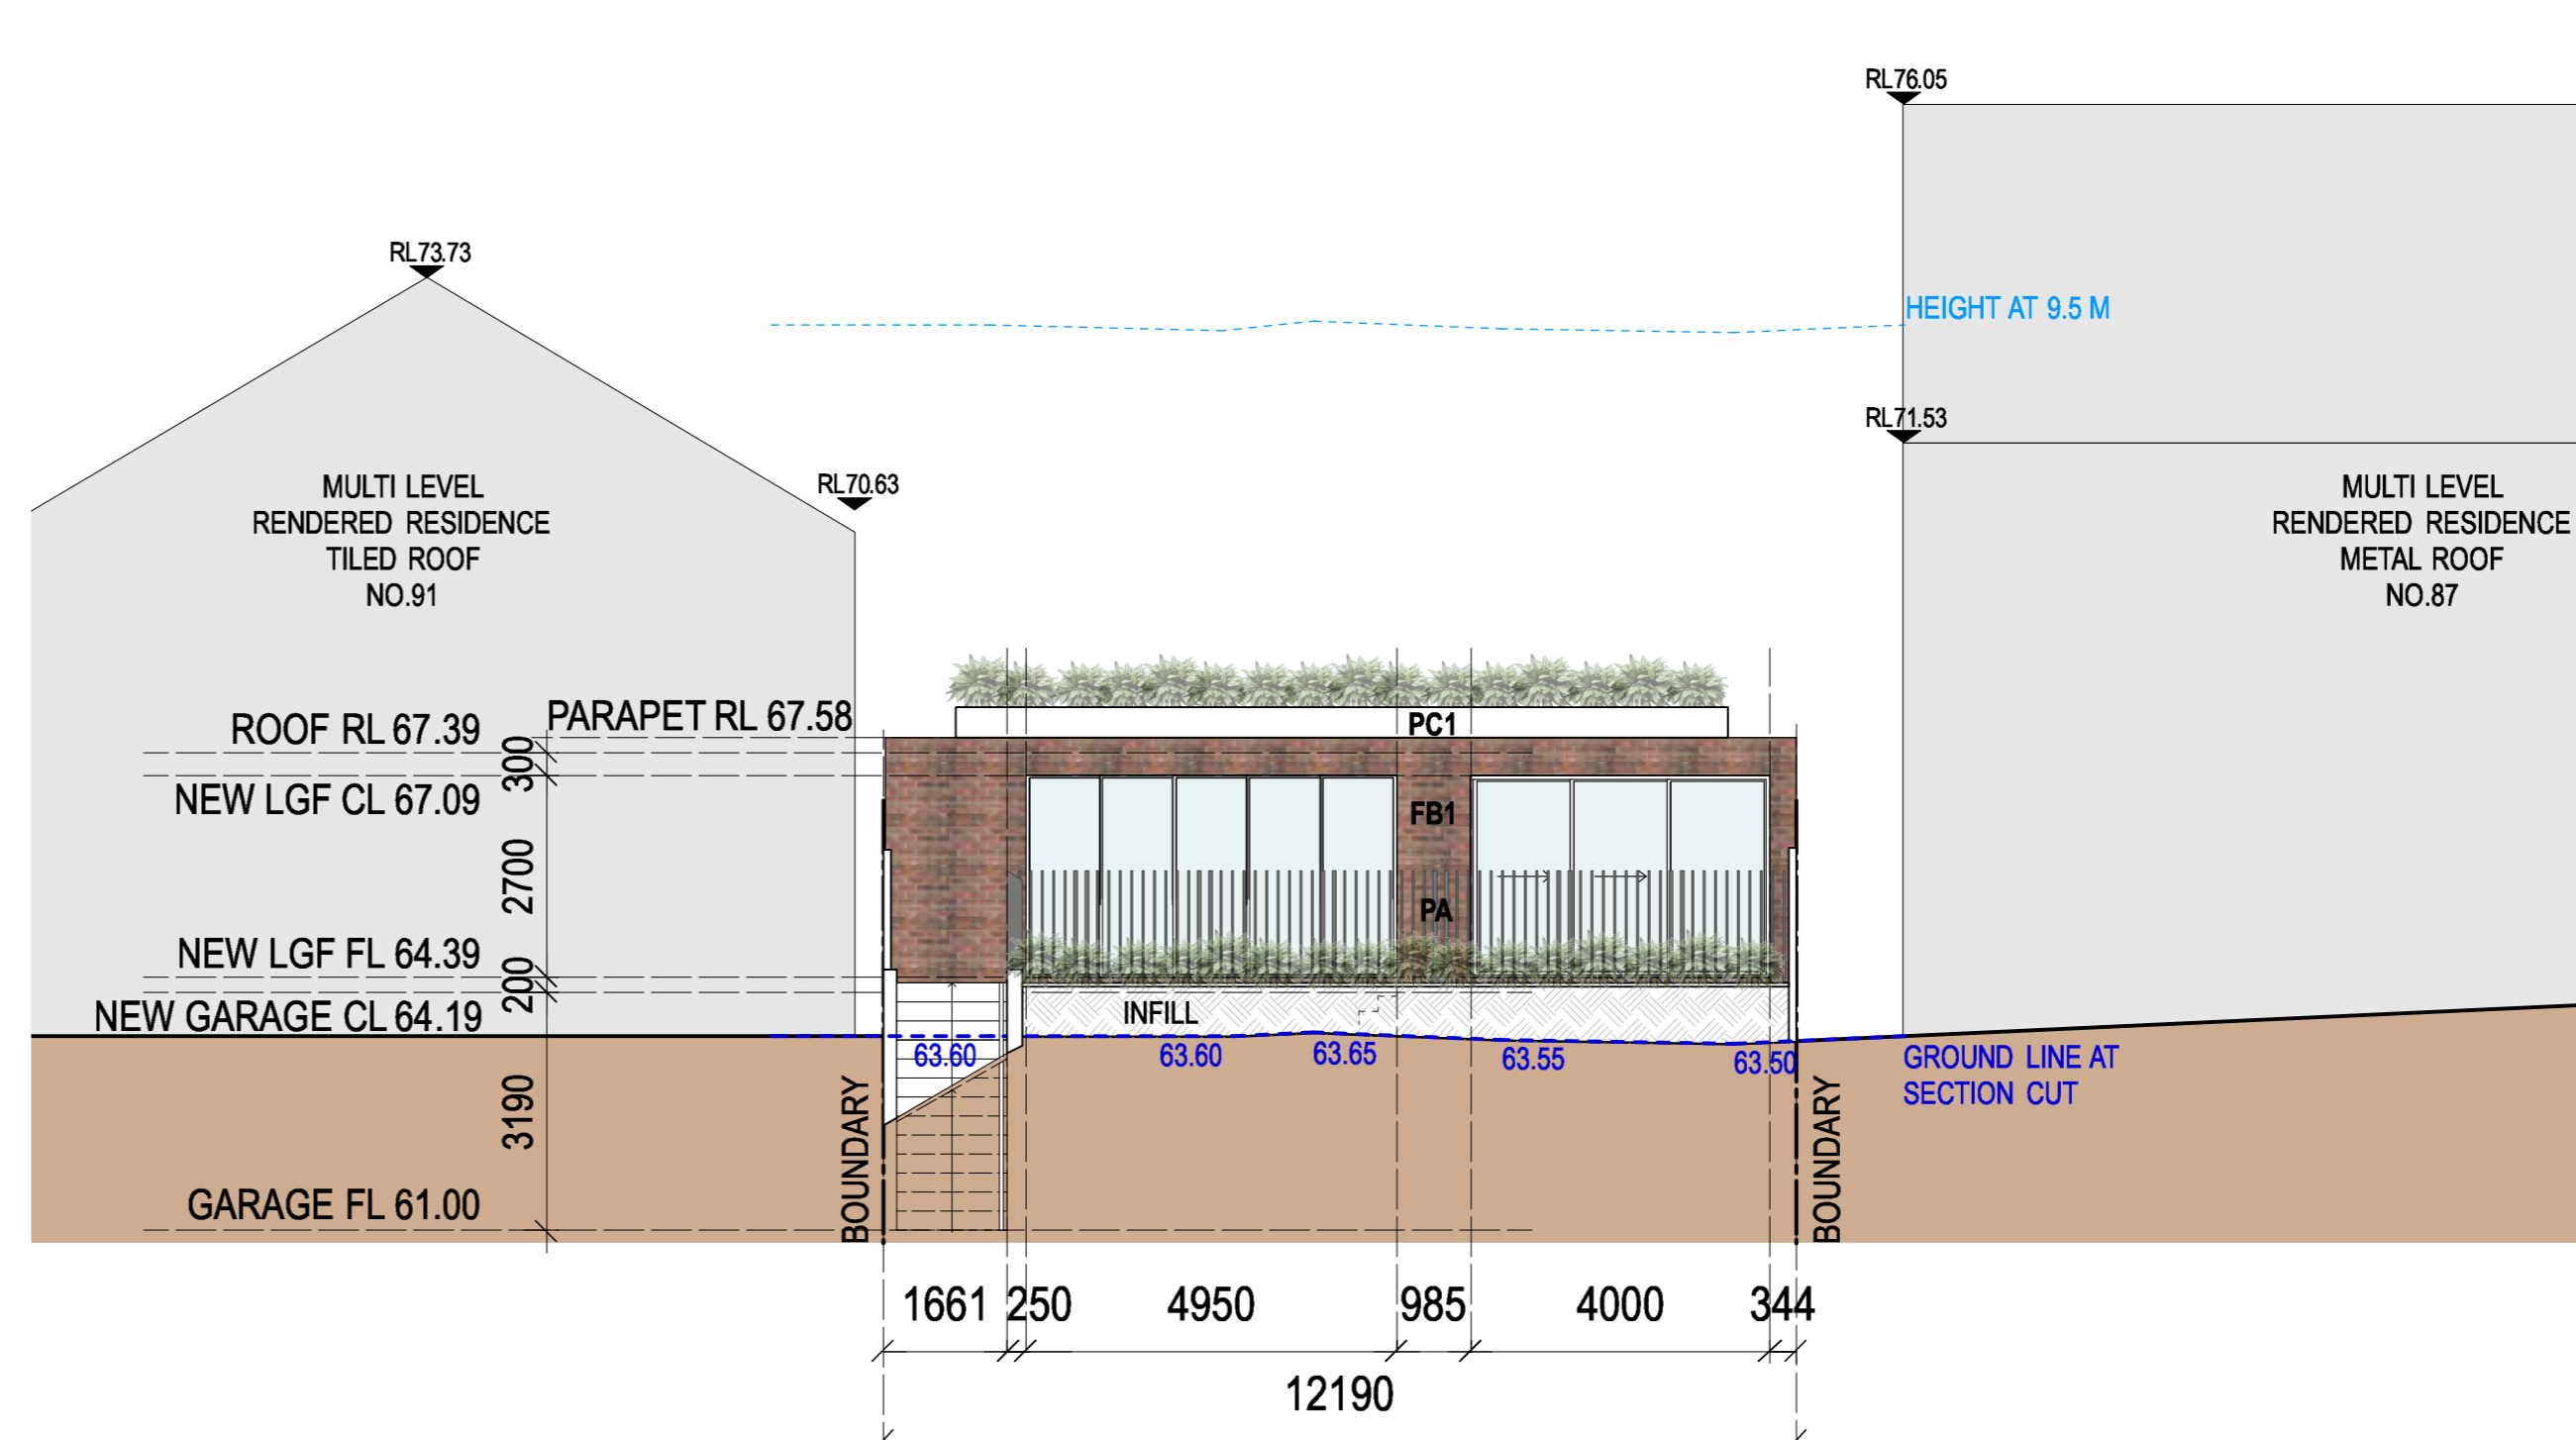 RL76.05
RL73.73
HEIGHT AT 9.5 M
RL71.53
RL70.63
MULTI LEVEL
RENDERED RESIDENCE
TILED ROOF
NO.91
MULTI LEVEL
RENDERED RESIDENCE
METAL ROOF
NO.87
PARAPET RL 67.58
ROOF RL 67.39
300
NEW LGF CL 67.09
2700
NEW LGF FL 64.39
200
NEW GARAGE CL 64.19
3190
GARAGE FL 61.00
PC1
FB1
PA
INFILL
63.60
63.60
63.65
63.55
63.50
GROUND LINE AT
SECTION CUT
BOUNDARY
BOUNDARY
1661
250
4950
985
4000
344
12190